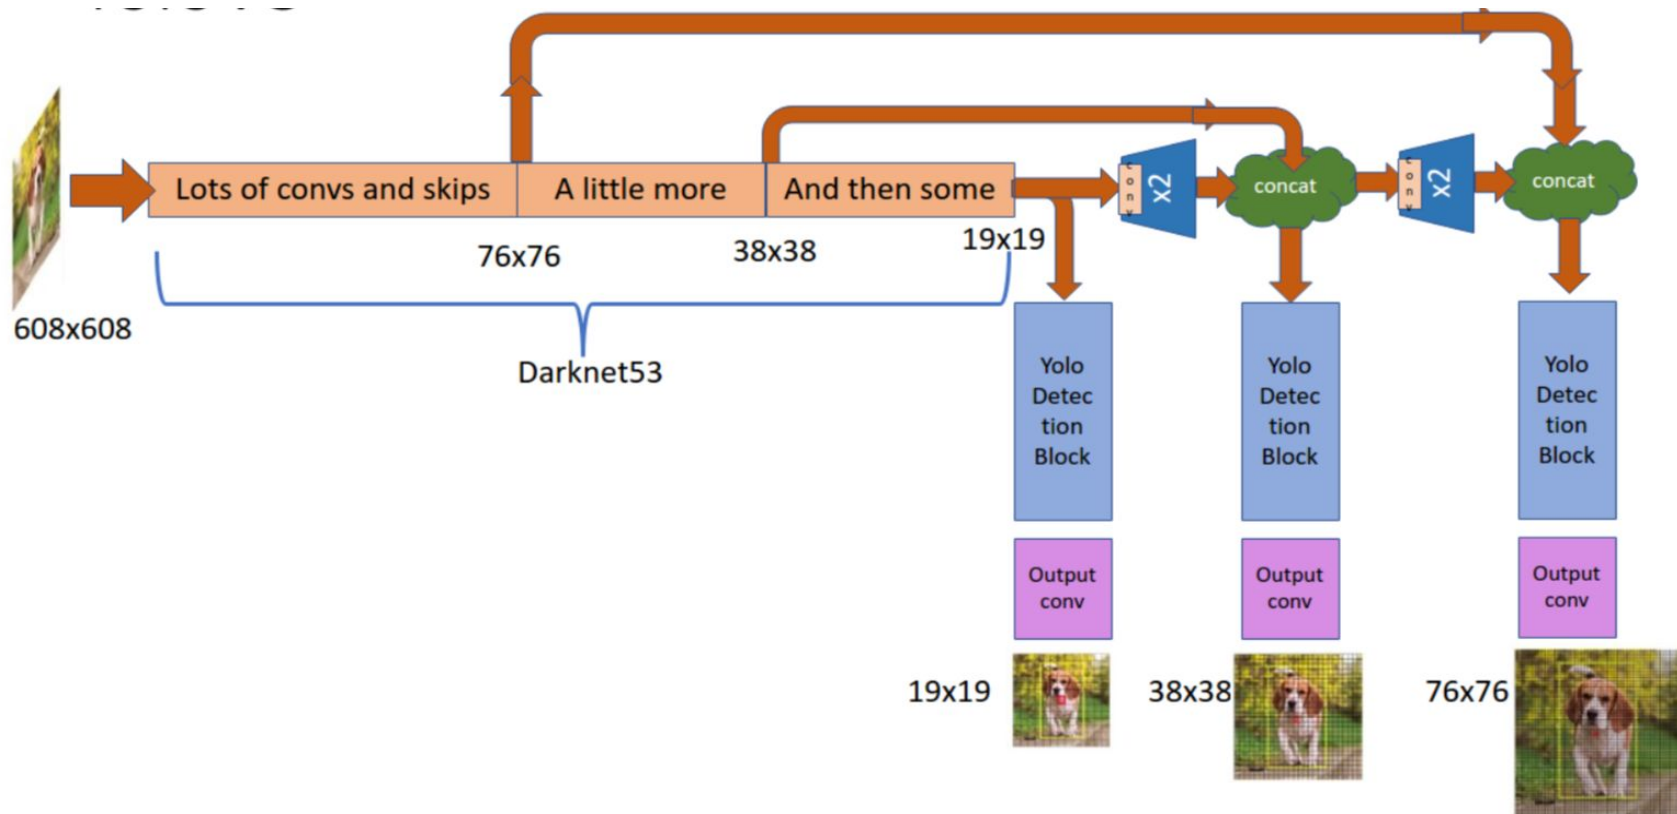 Lots of convs and skips
A little more
And then some
conv
x2
concat
conv
x2
concat
76x76
38x38
19x19
608x608
Darknet53
Yolo
Detec
tion
Block
Yolo
Detec
tion
Block
Yolo
Detec
tion
Block
Output
conv
Output
conv
Output
conv
19x19
38x38
76x76